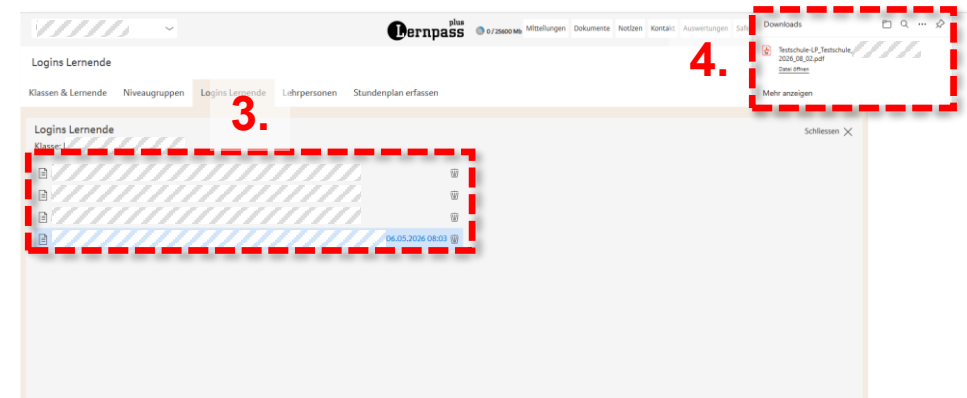 Lernpass plus
0 / 25600 Mb Mitteilungen Dokumente Notizen Kontakt Auswertungen
Downloads
Testschule-LP_Testschule_
2026_08_02.pdf
Datei öffnen
Mehr anzeigen
4.
Logins Lernende
Klassen & Lernende Niveaugruppen Logins Lernende Lehrpersonen Stundenplan erfassen
3.
Logins Lernende
Schliessen
Klasse:
06.05.2026 08:03